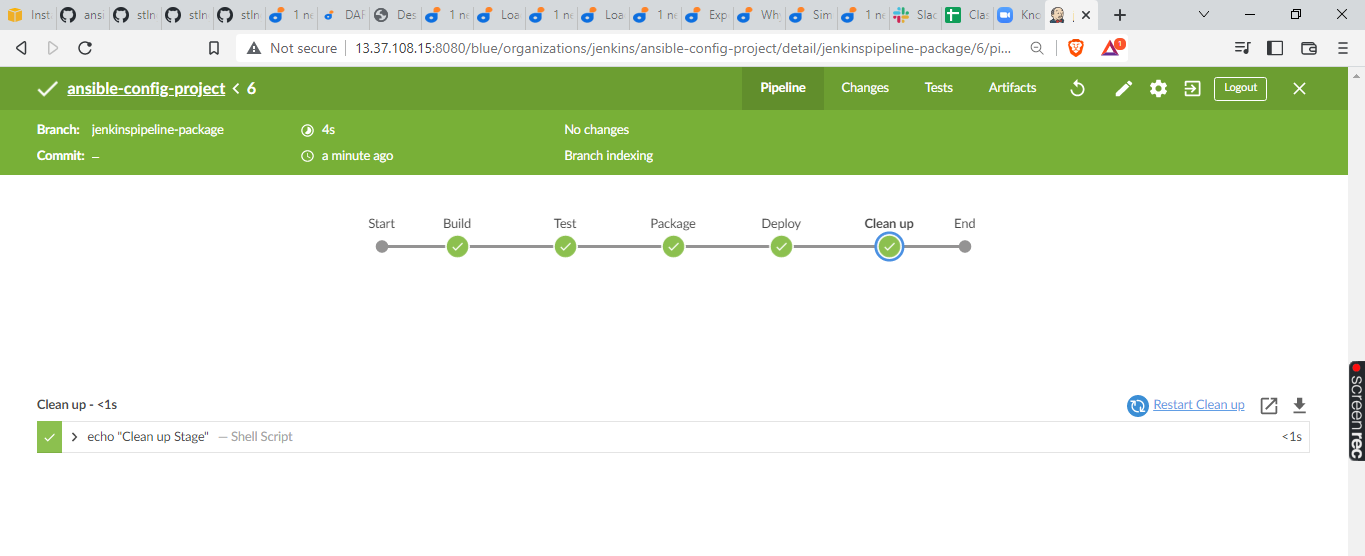 Inst
ansi
stln
stln
stln
1 ne
DAR
Des
1 ne
Loa
1 ne
Loa
1 ne
Exp
Why
Sim
1 ne
Slac
Clas
Kno
Not secure
13.37.108.15:8080/blue/organizations/jenkins/ansible-config-project/detail/jenkinspipeline-package/6/pi...
1
ansible-config-project < 6
Pipeline
Changes
Tests
Artifacts
Logout
Branch: jenkinspipeline-package
4s
No changes
Commit: –
a minute ago
Branch indexing
Start
Build
Test
Package
Deploy
Clean up
End
Clean up - <1s
Restart Clean up
echo "Clean up Stage" — Shell Script
<1s
screenrec